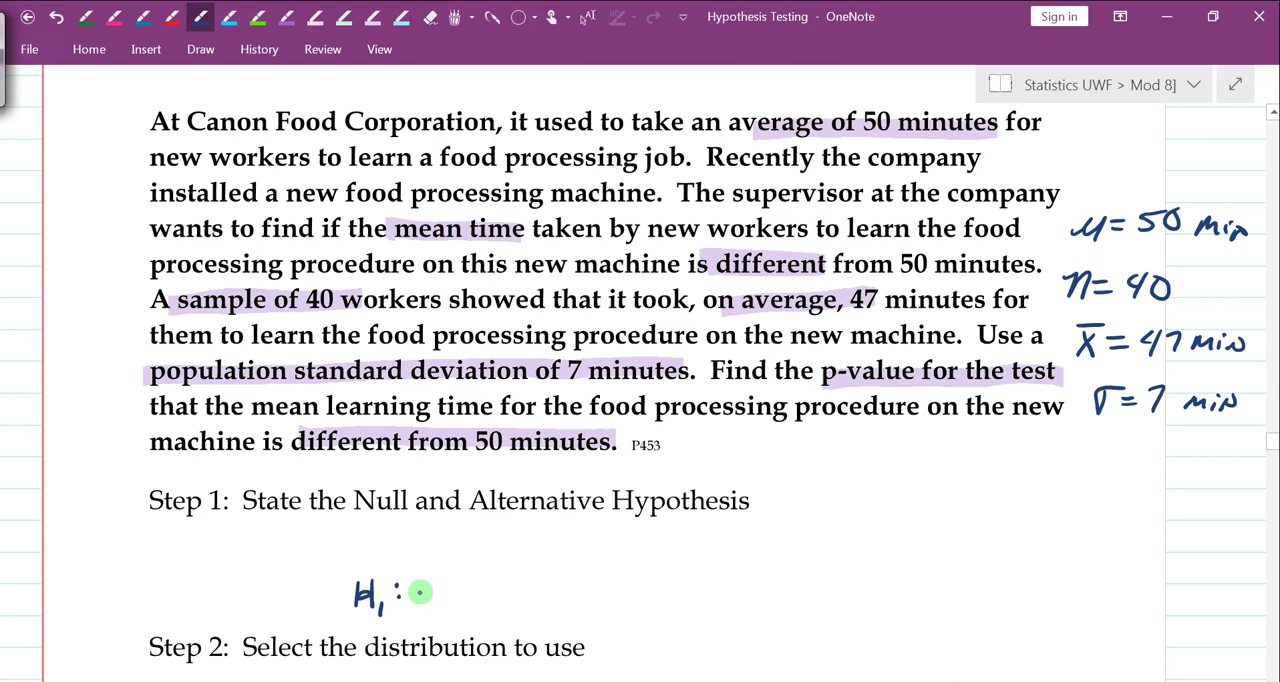 Hypothesis Testing - OneNote
Sign in
File Home Insert Draw History Review View
Statistics UWF > Mod 8]
At Canon Food Corporation, it used to take an average of 50 minutes for
new workers to learn a food processing job. Recently the company
installed a new food processing machine. The supervisor at the company
wants to find if the mean time taken by new workers to learn the food
processing procedure on this new machine is different from 50 minutes.
A sample of 40 workers showed that it took, on average, 47 minutes for
them to learn the food processing procedure on the new machine. Use a
population standard deviation of 7 minutes. Find the p-value for the test
that the mean learning time for the food processing procedure on the new
machine is different from 50 minutes. P453
μ = 50 min
n = 40
x̅ = 47 min
σ = 7 min
Step 1: State the Null and Alternative Hypothesis
H₁ :
Step 2: Select the distribution to use